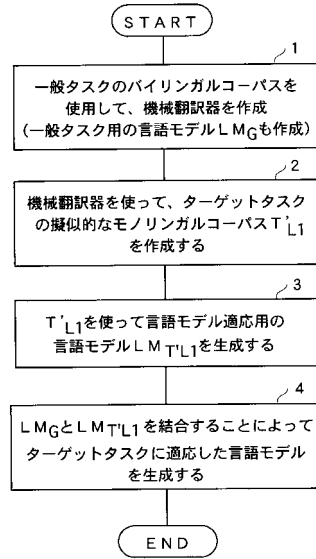 START
1
一般タスクのバイリンガルコーパスを
使用して、機械翻訳器を作成
(一般タスク用の言語モデルLMGも作成)
2
機械翻訳器を使って、ターゲットタスク
の擬似的なモノリンガルコーパスT'L1
を作成する
3
T'L1を使って言語モデル適応用の
言語モデルLMT'L1を生成する
4
LMGとLMT'L1を結合することによって
ターゲットタスクに適応した言語モデル
を生成する
END